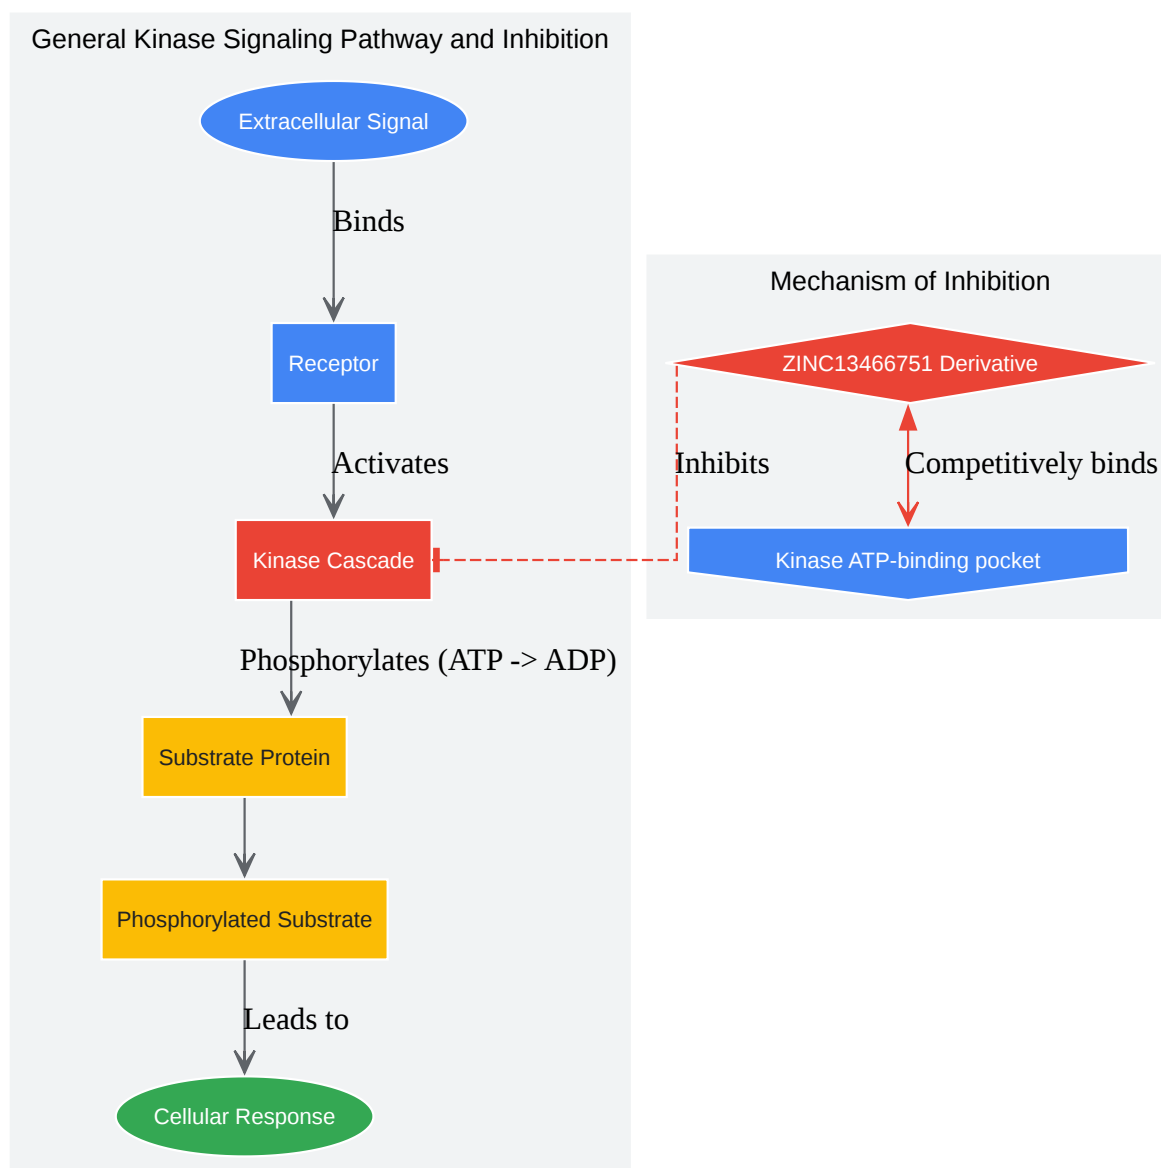 General Kinase Signaling Pathway and Inhibition
Extracellular Signal
Binds
Receptor
Activates
Kinase Cascade
Phosphorylates (ATP -> ADP)
Substrate Protein
Phosphorylated Substrate
Leads to
Cellular Response
Mechanism of Inhibition
ZINC13466751 Derivative
Inhibits
Competitively binds
Kinase ATP-binding pocket